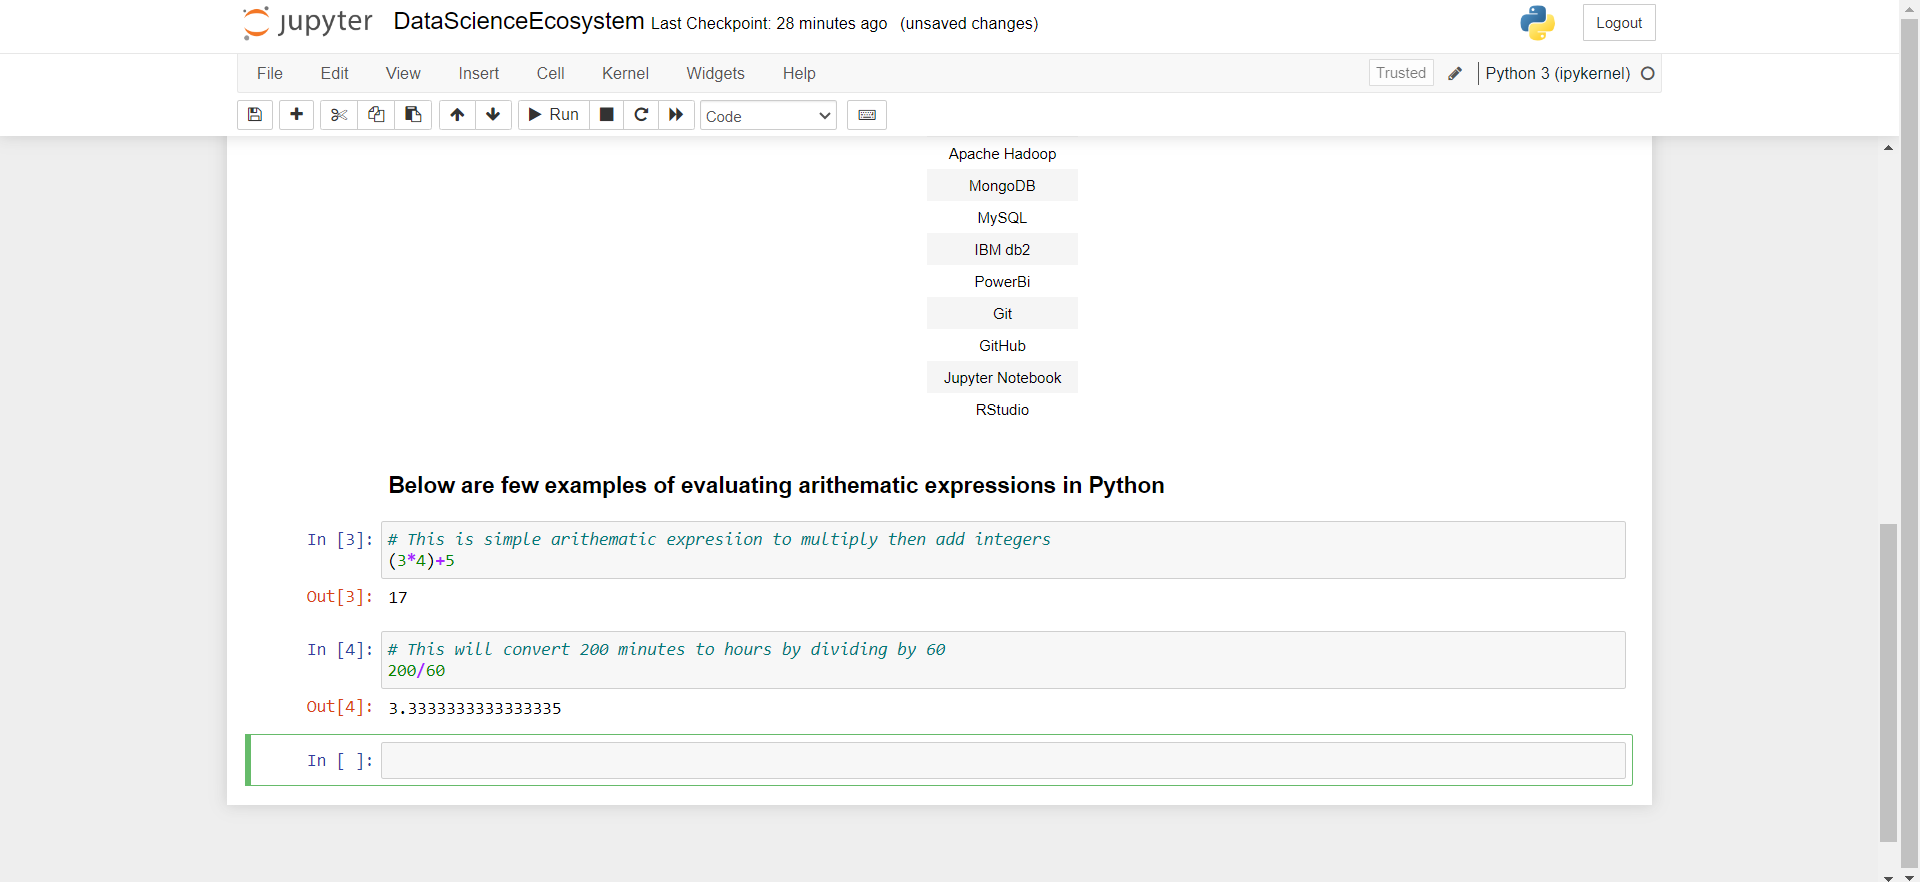 jupyter DataScienceEcosystem Last Checkpoint: 28 minutes ago (unsaved changes) Logout
File Edit View Insert Cell Kernel Widgets Help Trusted Python 3 (ipykernel)
Run Code
Apache Hadoop
MongoDB
MySQL
IBM db2
PowerBi
Git
GitHub
Jupyter Notebook
RStudio
Below are few examples of evaluating arithematic expressions in Python
In [3]: # This is simple arithematic expresiion to multiply then add integers
(3*4)+5
Out[3]: 17
In [4]: # This will convert 200 minutes to hours by dividing by 60
200/60
Out[4]: 3.3333333333333335
In [ ]: